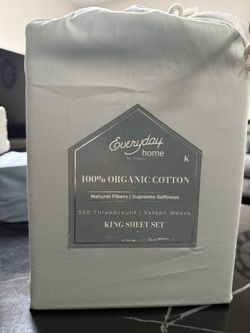 Everyday
home
K
100% ORGANIC COTTON
Natural Fibers | Supreme Softness
300 Threadcount | Sateen Weave
KING SHEET SET